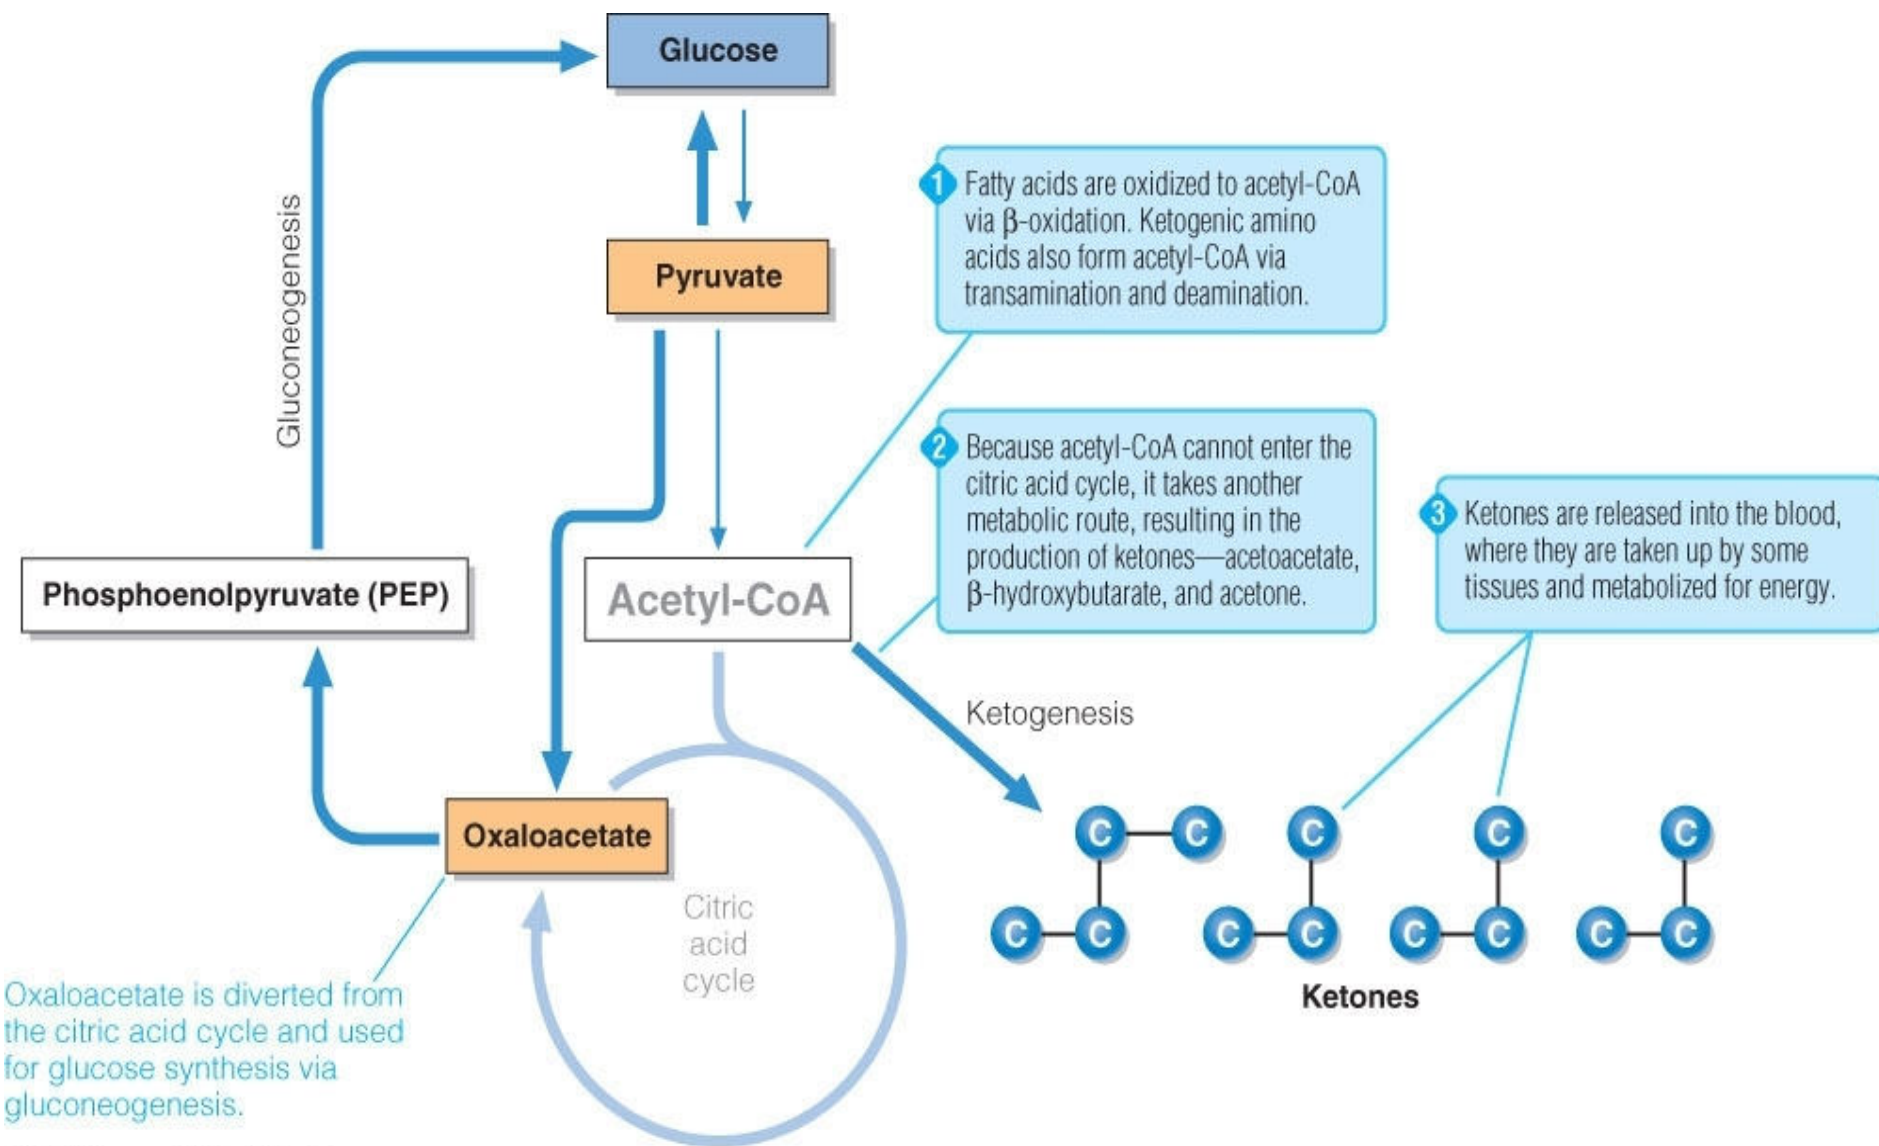 Glucose
Gluconeogenesis
Pyruvate
1
Fatty acids are oxidized to acetyl-CoA
via β-oxidation. Ketogenic amino
acids also form acetyl-CoA via
transamination and deamination.
2
Because acetyl-CoA cannot enter the
citric acid cycle, it takes another
metabolic route, resulting in the
production of ketones—acetoacetate,
β-hydroxybutarate, and acetone.
3
Ketones are released into the blood,
where they are taken up by some
tissues and metabolized for energy.
Phosphoenolpyruvate (PEP)
Acetyl-CoA
Ketogenesis
Oxaloacetate
Citric
acid
cycle
C C C C
C C C C C C
Ketones
Oxaloacetate is diverted from
the citric acid cycle and used
for glucose synthesis via
gluconeogenesis.